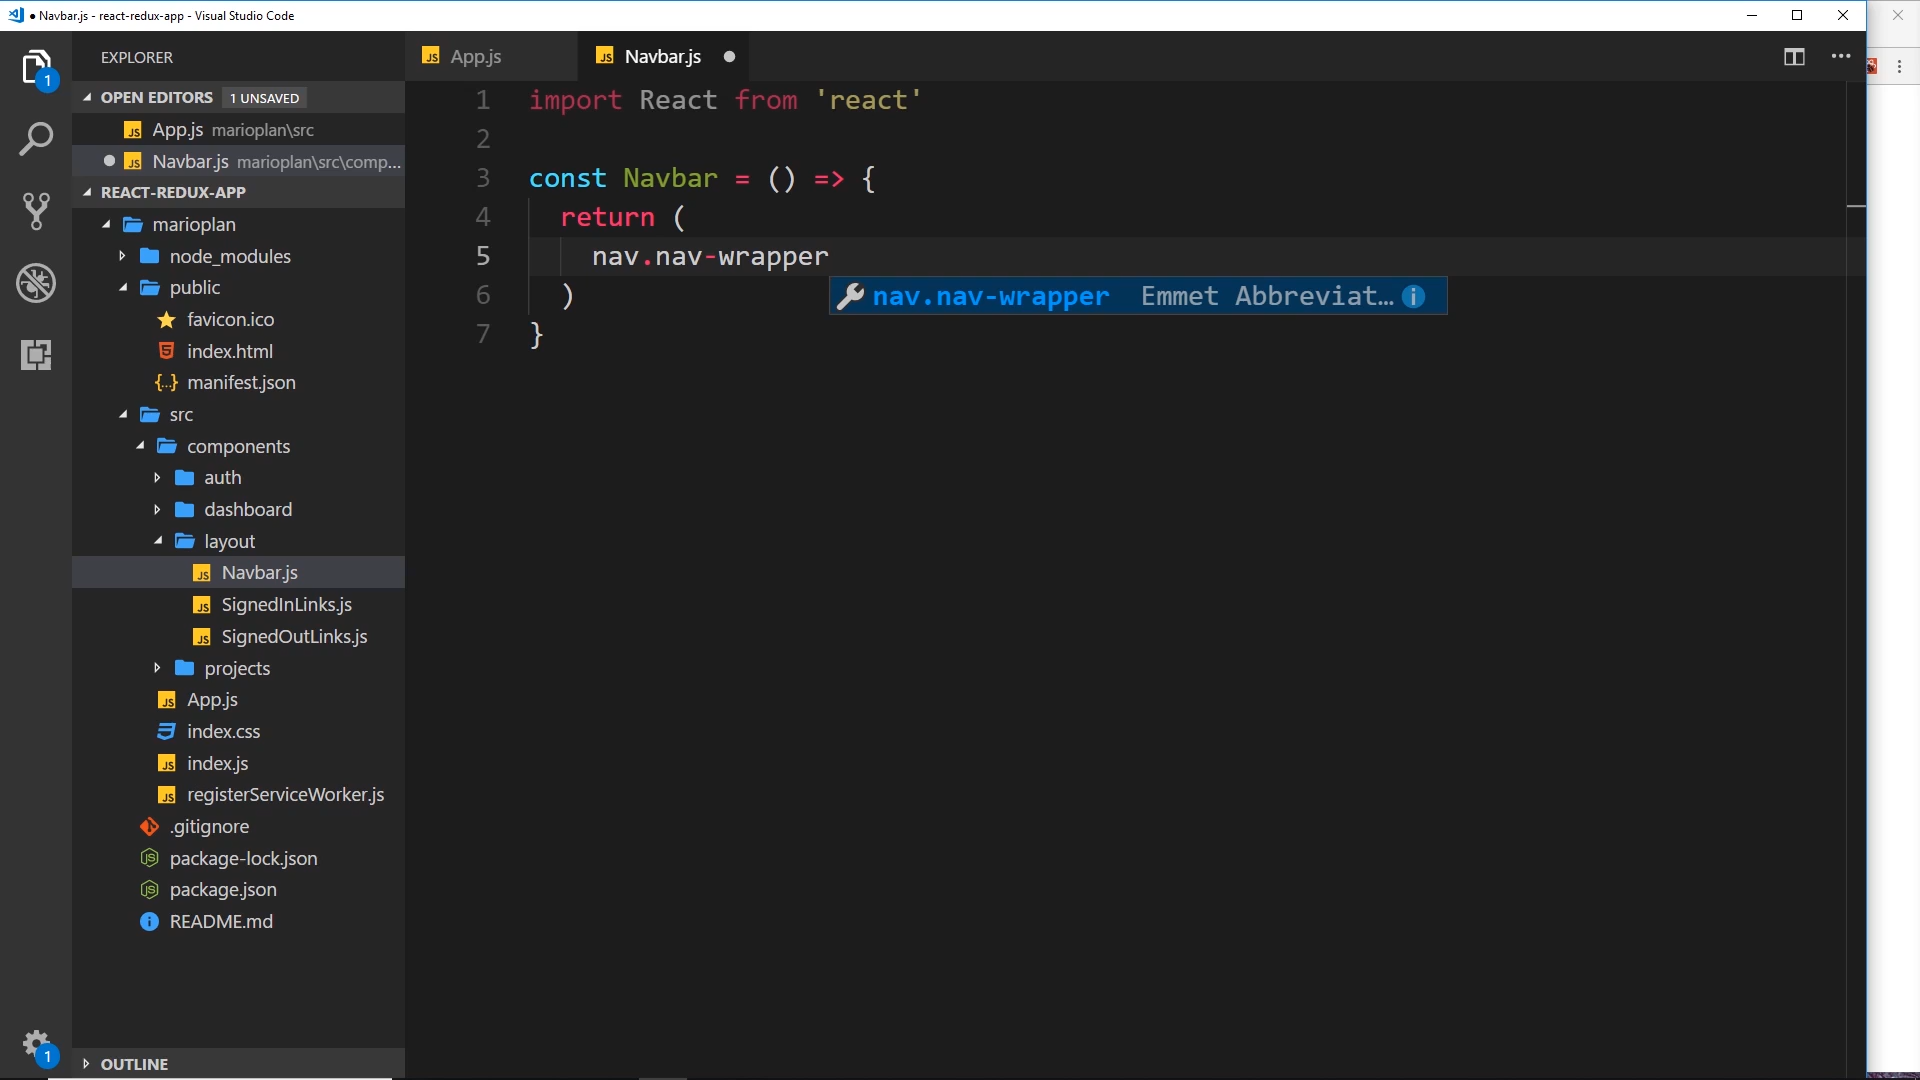 Navbar.js - react-redux-app - Visual Studio Code
EXPLORER
OPEN EDITORS 1 UNSAVED
App.js marioplan\src
Navbar.js marioplan\src\comp...
REACT-REDUX-APP
marioplan
node_modules
public
favicon.ico
index.html
manifest.json
src
components
auth
dashboard
layout
Navbar.js
SignedInLinks.js
SignedOutLinks.js
projects
App.js
index.css
index.js
registerServiceWorker.js
.gitignore
package-lock.json
package.json
README.md
OUTLINE
1
1
App.js
Navbar.js
1 import React from 'react'
2
3 const Navbar = () => {
4 return (
5 nav.nav-wrapper
6 )
7 }
nav.nav-wrapper Emmet Abbreviat...